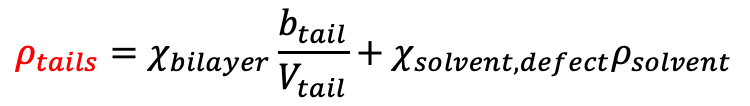 ρ_tails = χ_bilayer b_tail/V_tail + χ_solvent,defect ρ_solvent